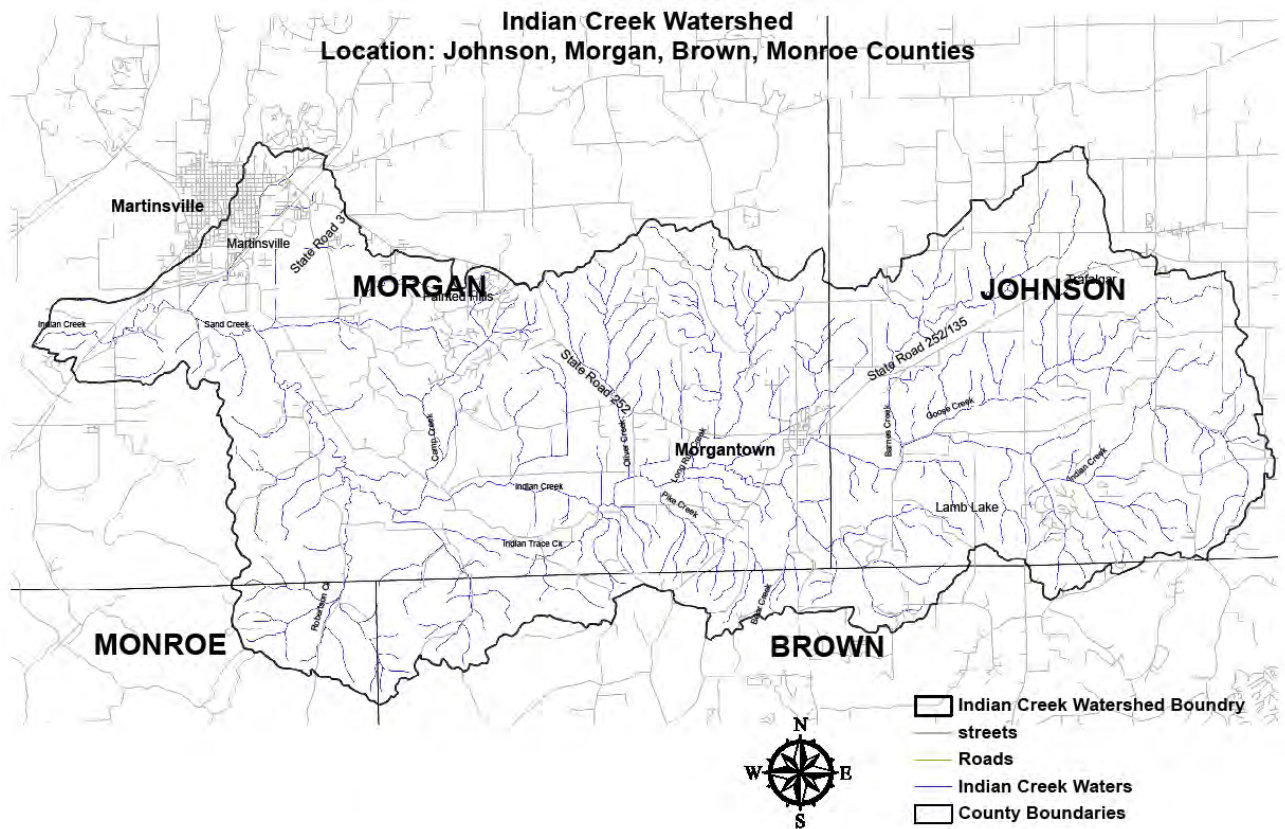 Indian Creek Watershed
Location: Johnson, Morgan, Brown, Monroe Counties
Martinsville
Martinsville
State Road 37
MORGAN
Painted Hills
JOHNSON
Trafalgar
Indian Creek
Sand Creek
State Road 252/135
State Road 252
Camp Creek
Oliver Creek
Long Run Creek
Morgantown
Barnes Creek
Goose Creek
Indian Creek
Indian Creek
Pike Creek
Lamb Lake
Indian Trace Ck
Robertson Ck
Bear Creek
MONROE
BROWN
N
W
E
S
Indian Creek Watershed Boundry
streets
Roads
Indian Creek Waters
County Boundaries